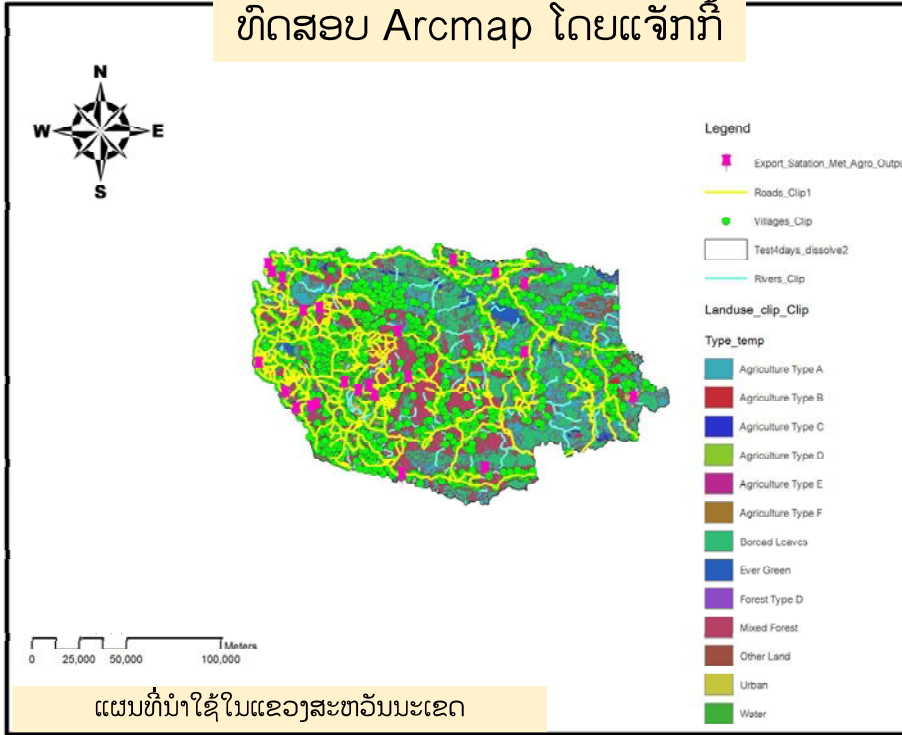 ທົດສອບ Arcmap ໂດຍແຈັກກີ້
N
W
E
S
Legend
Export_Satation_Met_Agro_Outpu
Roads_Clip1
Villages_Clip
Test4days_dissolve2
Rivers_Clip
Landuse_clip_Clip
Type_temp
Agriculture Type A
Agriculture Type B
Agriculture Type C
Agriculture Type D
Agriculture Type E
Agriculture Type F
Borced Leaves
Ever Green
Forest Type D
Mixed Forest
Other Land
Urban
Water
Meters
0 25,000 50,000 100,000
ແຜນທີ່ນຳໃຊ້ໃນແຂວງສະຫວັນນະເຂດ